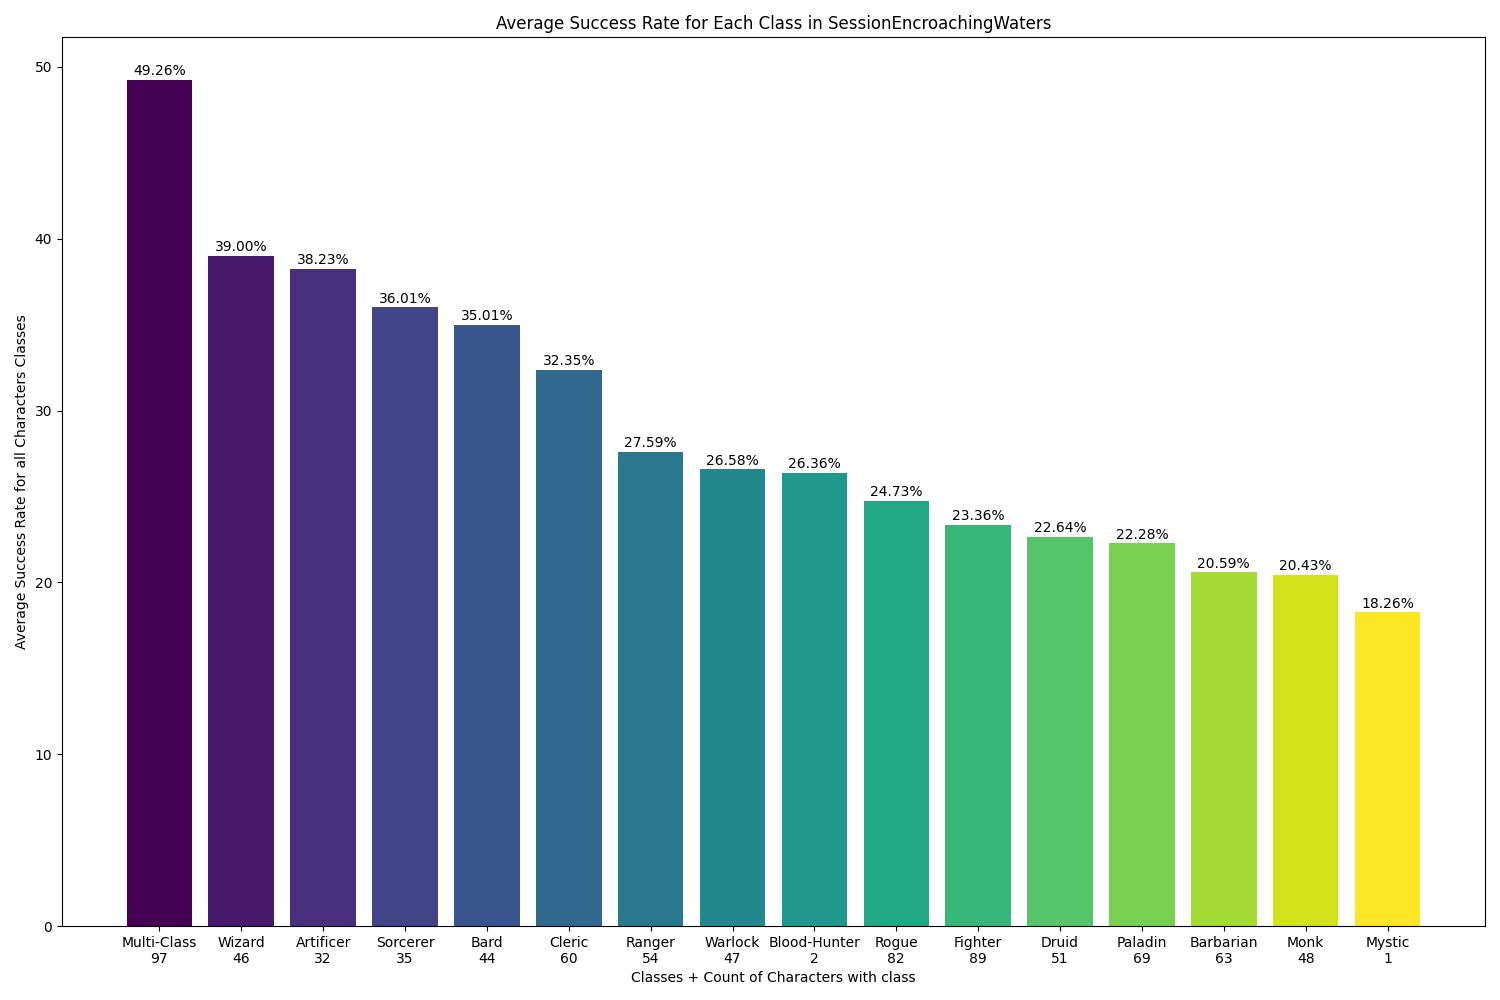 Average Success Rate for Each Class in SessionEncroachingWaters
Average Success Rate for all Characters Classes
50
40
30
20
10
0
49.26%
39.00%
38.23%
36.01%
35.01%
32.35%
27.59%
26.58%
26.36%
24.73%
23.36%
22.64%
22.28%
20.59%
20.43%
18.26%
Multi-Class
97
Wizard
46
Artificer
32
Sorcerer
35
Bard
44
Cleric
60
Ranger
54
Warlock
47
Blood-Hunter
2
Rogue
82
Fighter
89
Druid
51
Paladin
69
Barbarian
63
Monk
48
Mystic
1
Classes + Count of Characters with class